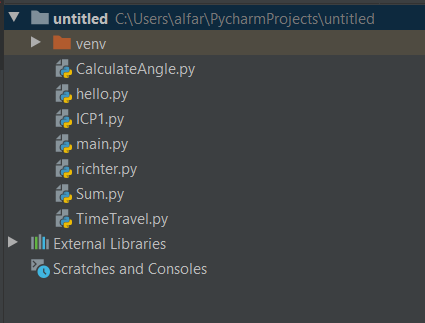 untitled C:\Users\alfar\PycharmProjects\untitled
venv
CalculateAngle.py
hello.py
ICP1.py
main.py
richter.py
Sum.py
TimeTravel.py
External Libraries
Scratches and Consoles